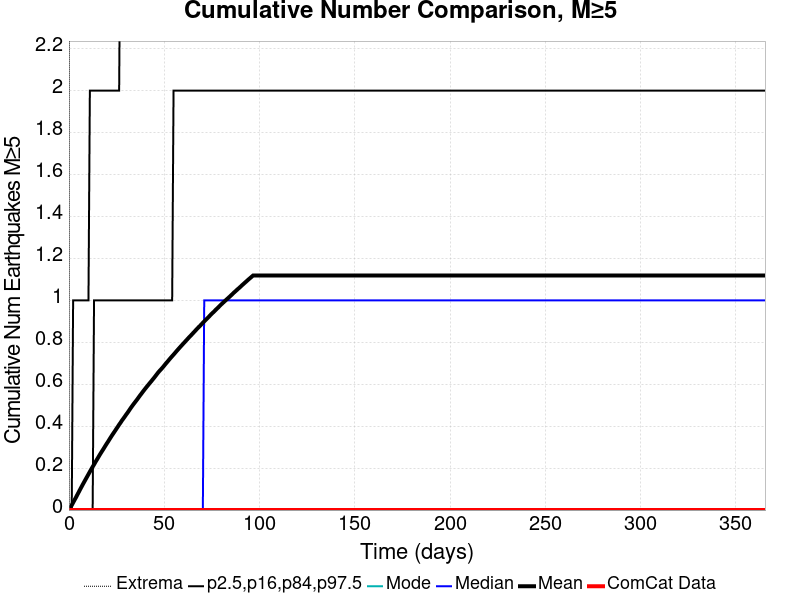 Cumulative Number Comparison, M≥5
Cumulative Num Earthquakes M≥5
2.2
2
1.8
1.6
1.4
1.2
1
0.8
0.6
0.4
0.2
0
0 50 100 150 200 250 300 350
Time (days)
Extrema p2.5,p16,p84,p97.5 Mode Median Mean ComCat Data